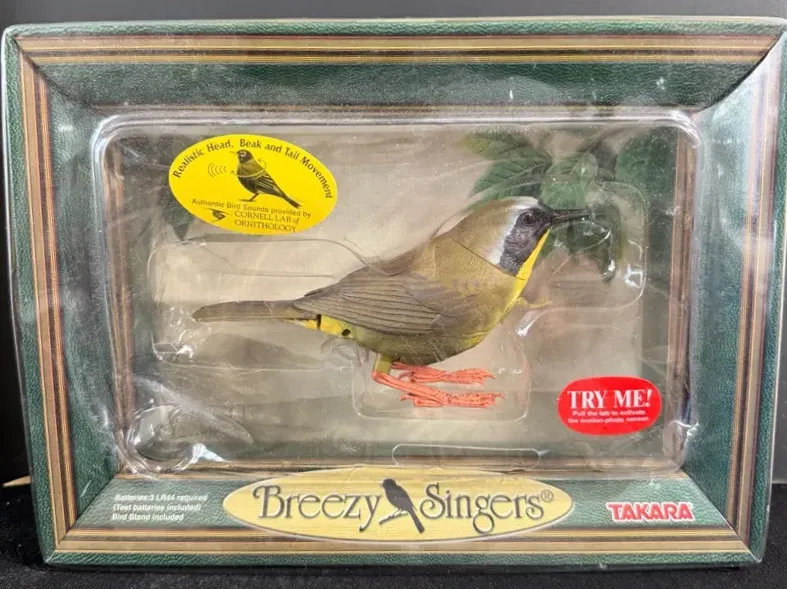 Realistic Head, Beak and Tail Movement
Authentic Bird Sounds provided by
CORNELL LAB of
ORNITHOLOGY
TRY ME!
Pull the tab to activate
the motion-photo sensor.
Batteries:3 LR44 required
(Test batteries included)
Bird Stand Included
Breezy Singers®
TAKARA